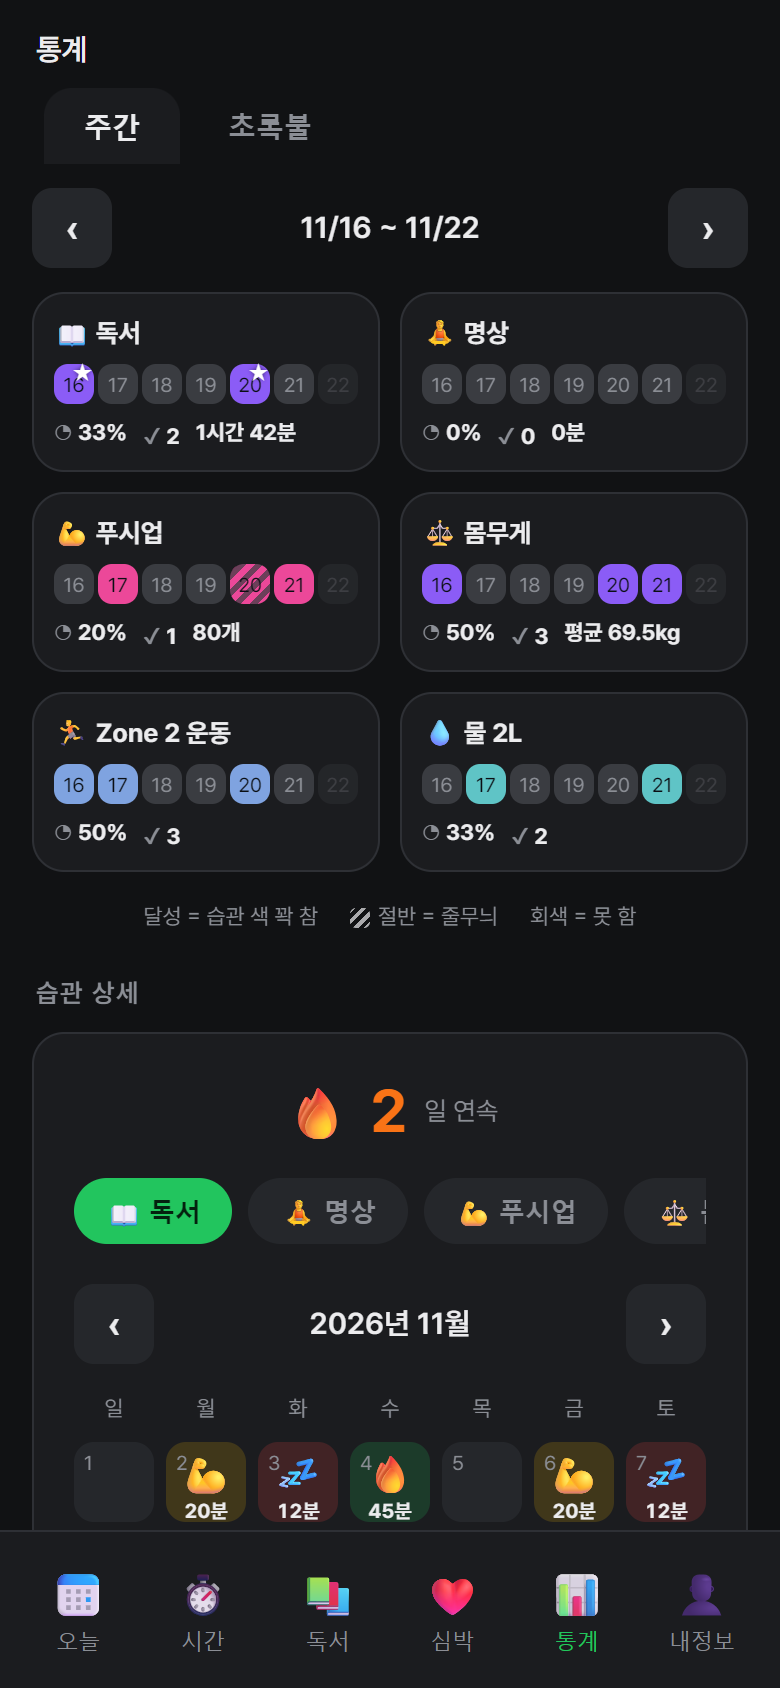 통계
주간 초록불
‹ 11/16 ~ 11/22 ›
독서
16 17 18 19 20 21 22
33% ✓ 2 1시간 42분
명상
16 17 18 19 20 21 22
0% ✓ 0 0분
푸시업
16 17 18 19 20 21 22
20% ✓ 1 80개
몸무게
16 17 18 19 20 21 22
50% ✓ 3 평균 69.5kg
Zone 2 운동
16 17 18 19 20 21 22
50% ✓ 3
물 2L
16 17 18 19 20 21 22
33% ✓ 2
달성 = 습관 색 꽉 참 절반 = 줄무늬 회색 = 못 함
습관 상세
2 일 연속
독서 명상 푸시업
‹ 2026년 11월 ›
일 월 화 수 목 금 토
1 2 3 4 5 6 7
20분 12분 45분 20분 12분
오늘 시간 독서 심박 통계 내정보